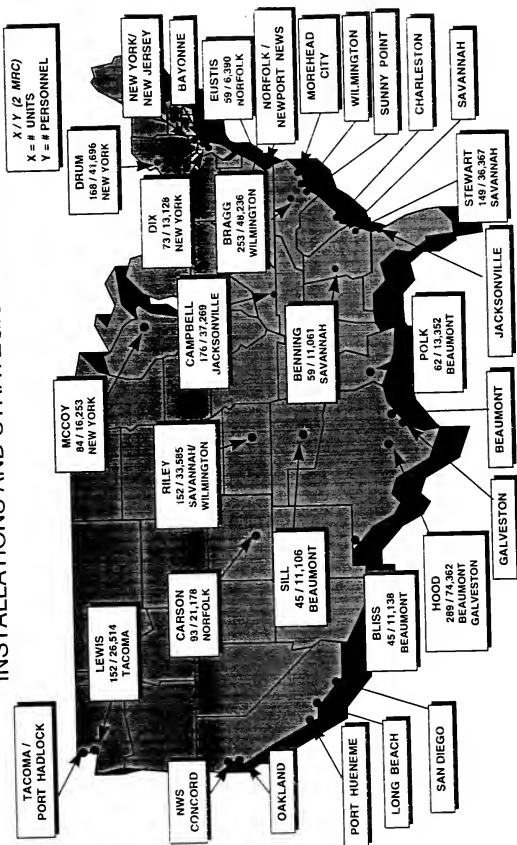 INSTALLATIONS AND
TACOMA /
PORT HADLOCK
LEWIS
152 / 26,514
TACOMA
MCCOY
84 / 16,253
NEW YORK
DRUM
168 / 41,696
NEW YORK
X / Y (2 MRC)
X = # UNITS
Y = # PERSONNEL
NEW YORK/
NEW JERSEY
BAYONNE
DIX
73 / 13,128
NEW YORK
EUSTIS
59 / 6,390
NORFOLK
NORFOLK /
NEWPORT NEWS
MOREHEAD
CITY
WILMINGTON
SUNNY POINT
CHARLESTON
SAVANNAH
STEWART
149 / 36,367
SAVANNAH
JACKSONVILLE
BRAGG
253 / 48,236
WILMINGTON
CAMPBELL
176 / 37,269
JACKSONVILLE
BENNING
59 / 11,061
SAVANNAH
RILEY
152 / 33,585
SAVANNAH/
WILMINGTON
CARSON
93 / 21,178
NORFOLK
SILL
45 / 11,106
BEAUMONT
POLK
62 / 13,352
BEAUMONT
BEAUMONT
GALVESTON
HOOD
289 / 74,362
BEAUMONT
GALVESTON
BLISS
45 / 11,138
BEAUMONT
NWS
CONCORD
OAKLAND
PORT HUENEME
LONG BEACH
SAN DIEGO